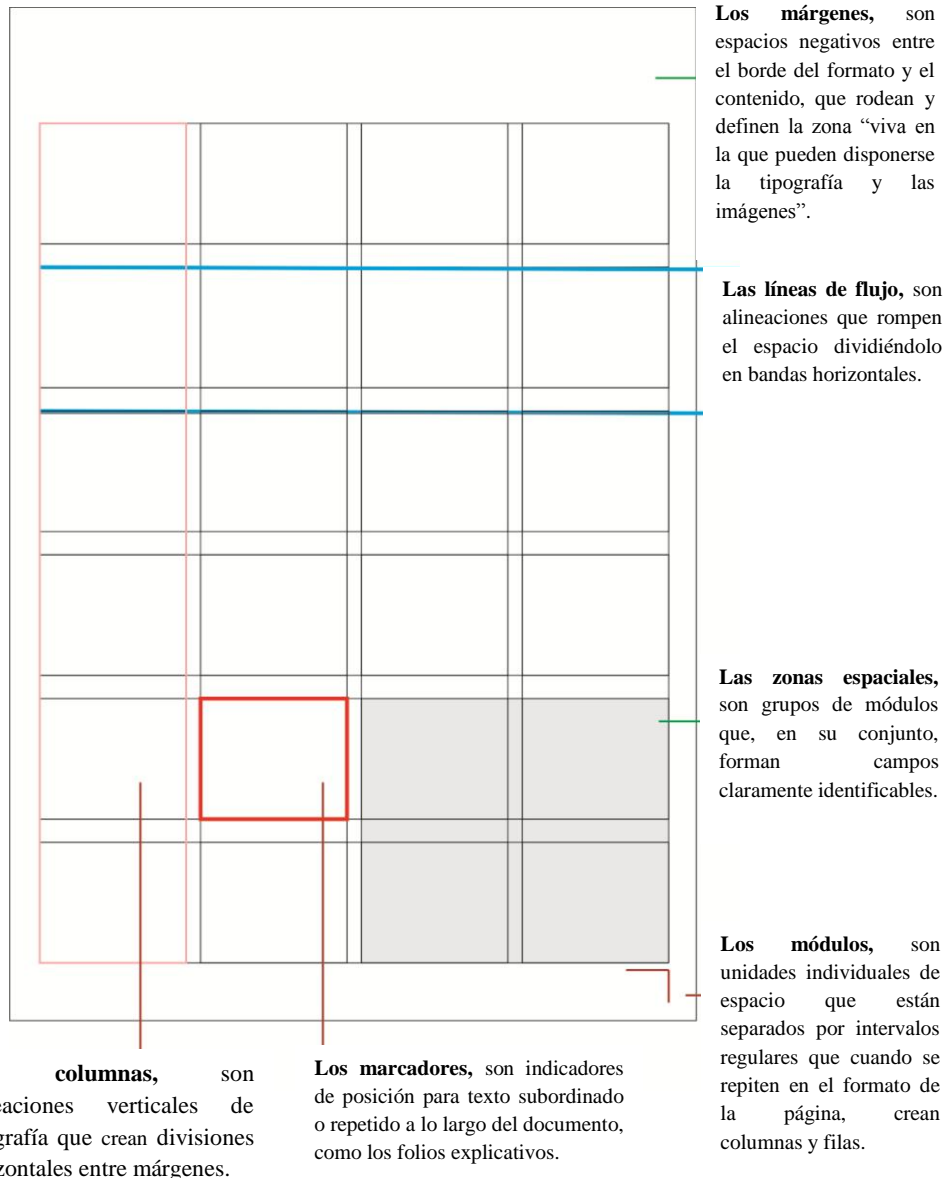 Los márgenes, son
espacios negativos entre
el borde del formato y el
contenido, que rodean y
definen la zona “viva en
la que pueden disponerse
la tipografía y las
imágenes”.
Las líneas de flujo, son
alineaciones que rompen
el espacio dividiéndolo
en bandas horizontales.
Las zonas espaciales,
son grupos de módulos
que, en su conjunto,
forman campos
claramente identificables.
Los módulos, son
unidades individuales de
espacio que están
separados por intervalos
regulares que cuando se
repiten en el formato de
la página, crean
columnas y filas.
columnas, son
eaciones verticales de
grafía que crean divisiones
zontales entre márgenes.
Los marcadores, son indicadores
de posición para texto subordinado
o repetido a lo largo del documento,
como los folios explicativos.